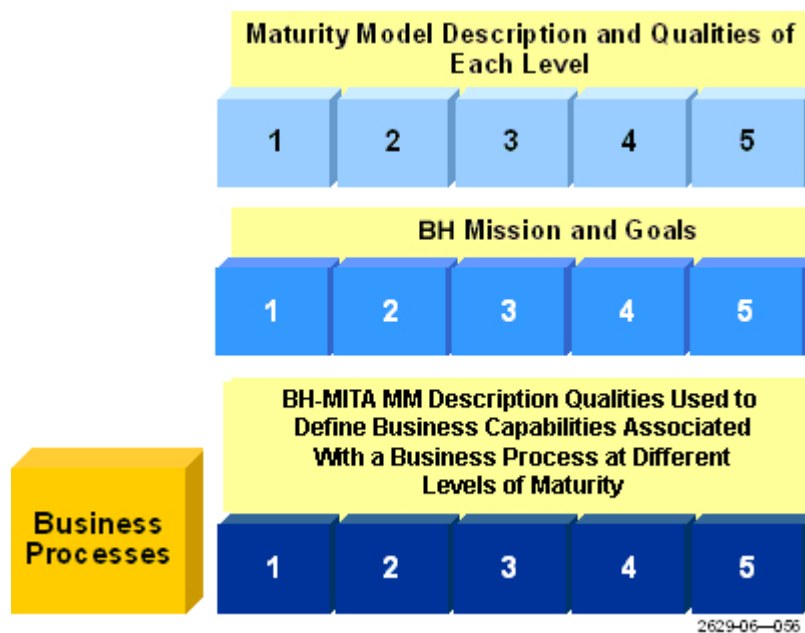 Maturity Model Description and Qualities of
Each Level
1 2 3 4 5
BH Mission and Goals
1 2 3 4 5
BH-MITA MM Description Qualities Used to
Define Business Capabilities Associated
With a Business Process at Different
Levels of Maturity
Business
Processes
1 2 3 4 5
2629-06—056